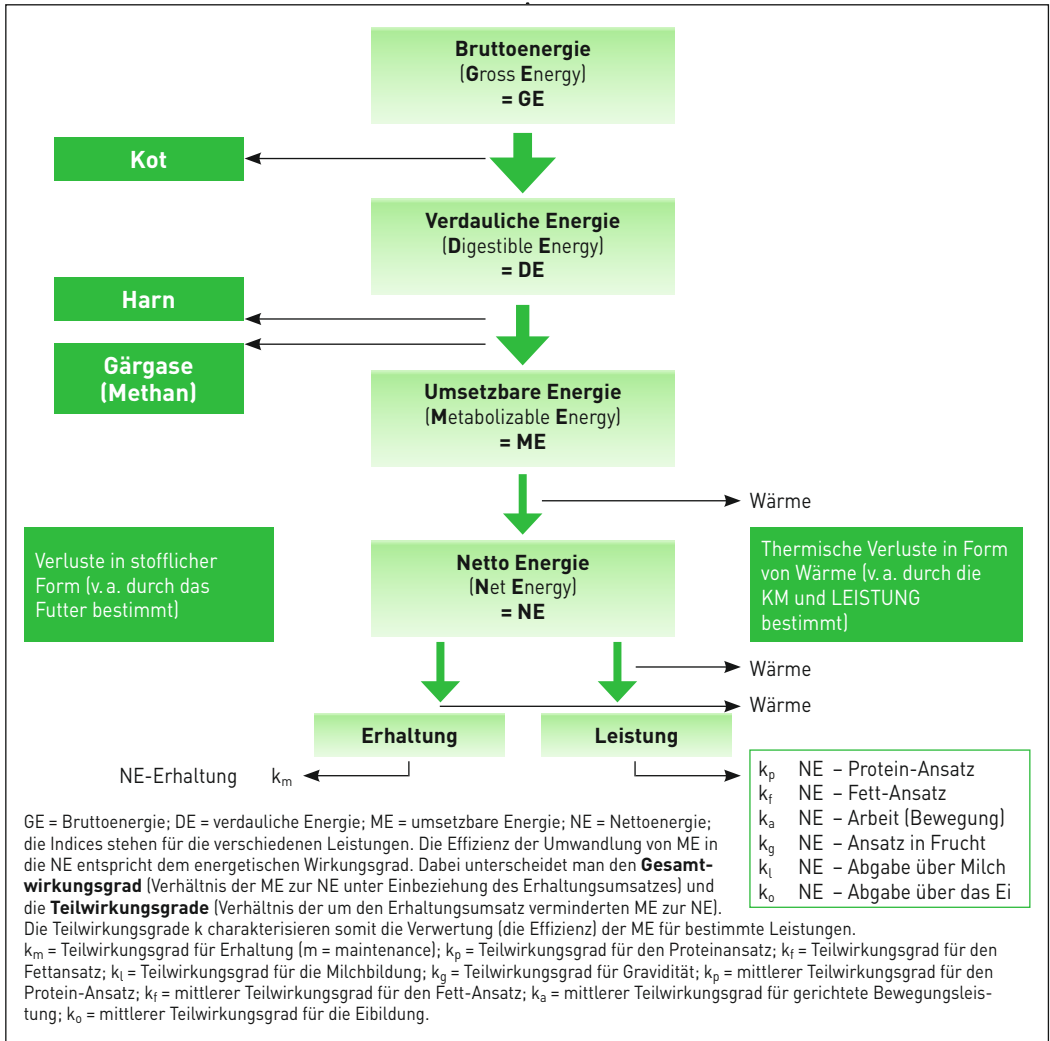 Bruttoenergie
(Gross Energy)
= GE
Kot
Verdauliche Energie
(Digestible Energy)
= DE
Harn
Gärgase
(Methan)
Umsetzbare Energie
(Metabolizable Energy)
= ME
Wärme
Verluste in stofflicher
Form (v. a. durch das
Futter bestimmt)
Netto Energie
(Net Energy)
= NE
Thermische Verluste in Form
von Wärme (v. a. durch die
KM und LEISTUNG
bestimmt)
Wärme
Wärme
Erhaltung
Leistung
NE-Erhaltung kₘ
kₚ NE – Protein-Ansatz
k_f NE – Fett-Ansatz
kₐ NE – Arbeit (Bewegung)
k_g NE – Ansatz in Frucht
kₗ NE – Abgabe über Milch
kₒ NE – Abgabe über das Ei
GE = Bruttoenergie; DE = verdauliche Energie; ME = umsetzbare Energie; NE = Nettoenergie;
die Indices stehen für die verschiedenen Leistungen. Die Effizienz der Umwandlung von ME in
die NE entspricht dem energetischen Wirkungsgrad. Dabei unterscheidet man den Gesamt-
wirkungsgrad (Verhältnis der ME zur NE unter Einbeziehung des Erhaltungsumsatzes) und
die Teilwirkungsgrade (Verhältnis der um den Erhaltungsumsatz verminderten ME zur NE).
Die Teilwirkungsgrade k charakterisieren somit die Verwertung (die Effizienz) der ME für bestimmte Leistungen.
kₘ = Teilwirkungsgrad für Erhaltung (m = maintenance); kₚ = Teilwirkungsgrad für den Proteinansatz; k_f = Teilwirkungsgrad für den
Fettansatz; kₗ = Teilwirkungsgrad für die Milchbildung; k_g = Teilwirkungsgrad für Gravidität; kₚ = mittlerer Teilwirkungsgrad für den
Protein-Ansatz; k_f = mittlerer Teilwirkungsgrad für den Fett-Ansatz; kₐ = mittlerer Teilwirkungsgrad für gerichtete Bewegungsleis-
tung; kₒ = mittlerer Teilwirkungsgrad für die Eibildung.